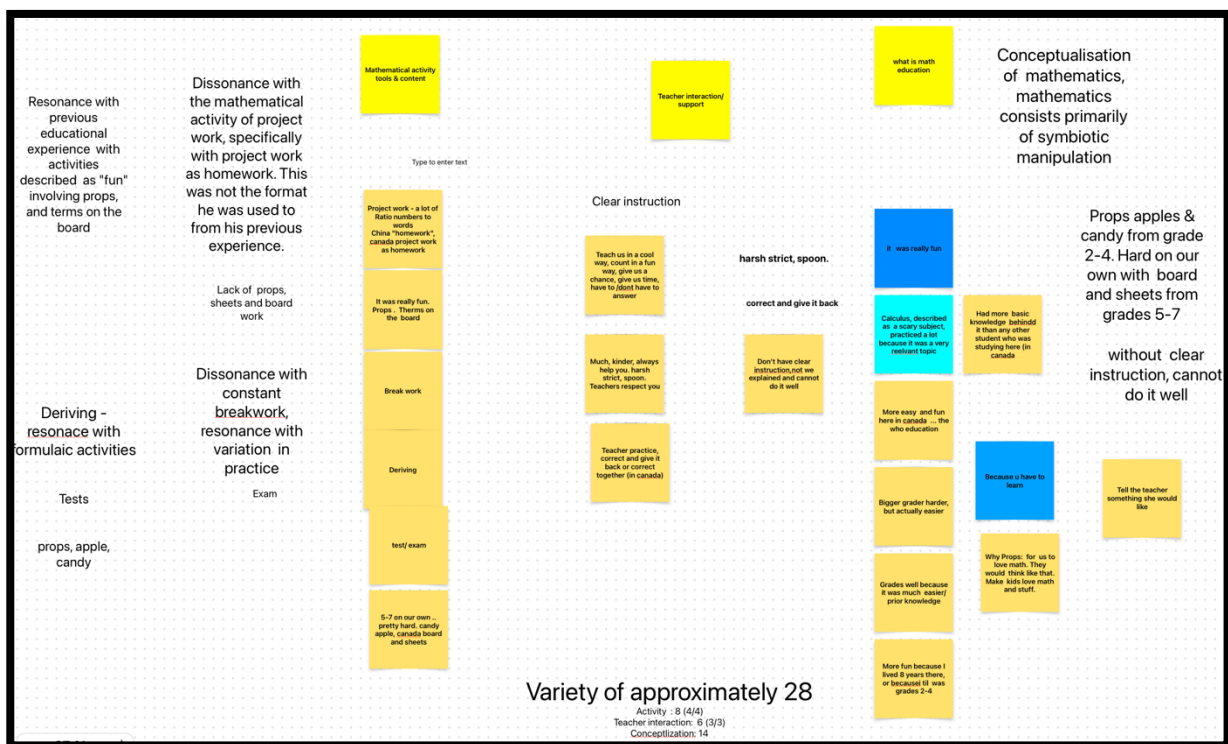 Resonance with
previous
educational
experience with
activities
described as "fun"
involving props,
and terms on the
board
Deriving -
resonace with
formulaic activities
Tests
props, apple,
candy
Dissonance with
the mathematical
activity of project
work, specifically
with project work
as homework. This
was not the format
he was used to
from his previous
experience.
Lack of props,
sheets and board
work
Dissonance with
constant
breakwork,
resonance with
variation in
practice
Exam
Mathematical activity
tools & content
Type to enter text
Project work - a lot of
Ratio numbers to
words
China "homework",
canada project work
as homework
It was really fun.
Props . Therms on
the board
Break work
Deriving
test/ exam
5-7 on our own ..
pretty hard. candy
apple, canada board
and sheets
Teacher interaction/
support
Clear instruction
Teach us in a cool
way, count in a fun
way, give us a
chance, give us time,
have to /dont have to
answer
Much, kinder, always
help you. harsh
strict, spoon.
Teachers respect you
Teacher practice,
correct and give it
back or correct
together (in canada)
harsh strict, spoon.
correct and give it back
Don't have clear
instruction,not we
explained and cannot
do it well
what is math
education
it was really fun
Calculus, described
as a scary subject,
practiced a lot
because it was a very
reelvant topic
More easy and fun
here in canada ... the
who education
Bigger grader harder,
but actually easier
Grades well because
it was much easier/
prior knowledge
More fun because I
lived 8 years there,
or becausei til was
grades 2-4
Had more basic
knowledge behindd
it than any other
student who was
studying here (in
canada
Because u have to
learn
Why Props: for us to
love math. They
would think like that.
Make kids love math
and stuff.
Tell the teacher
something she would
like
Conceptualisation
of mathematics,
mathematics
consists primarily
of symbiotic
manipulation
Props apples &
candy from grade
2-4. Hard on our
own with board
and sheets from
grades 5-7
without clear
instruction, cannot
do it well
Variety of approximately 28
Activity : 8 (4/4)
Teacher interaction: 6 (3/3)
Conceptlization: 14